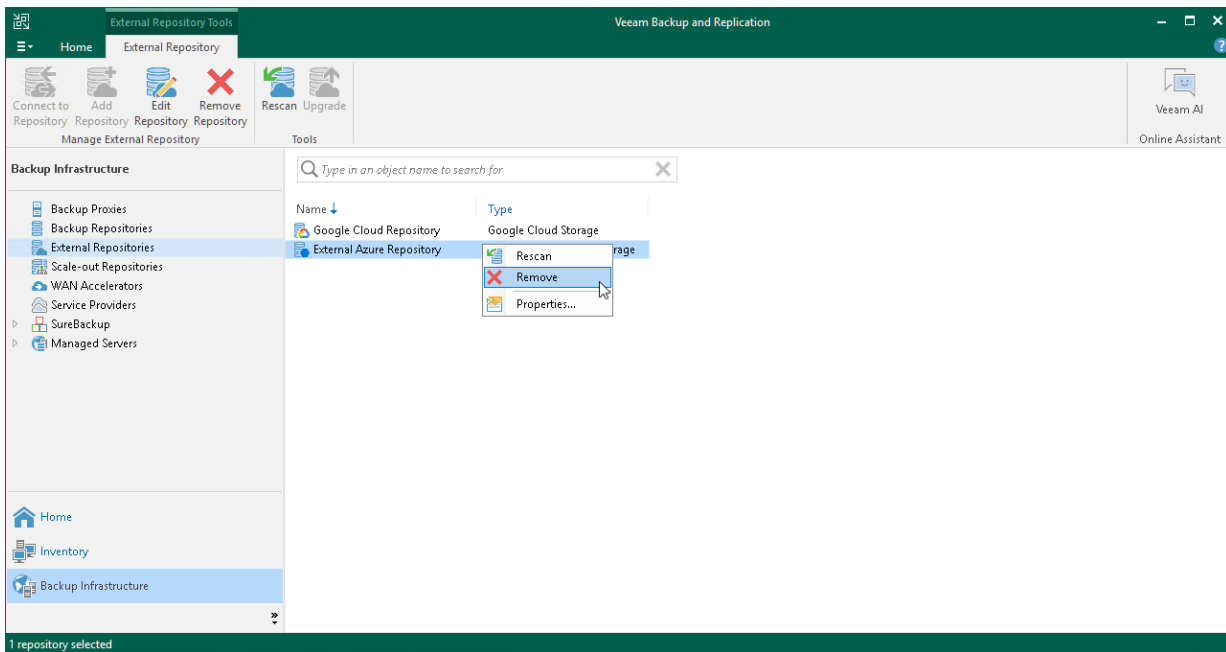 External Repository Tools
Veeam Backup and Replication
Home
External Repository
Connect to Repository
Add Repository
Edit Repository
Remove Repository
Rescan
Upgrade
Manage External Repository
Tools
Veeam AI
Online Assistant
Backup Infrastructure
Type in an object name to search for
Backup Proxies
Backup Repositories
External Repositories
Scale-out Repositories
WAN Accelerators
Service Providers
SureBackup
Managed Servers
Name
Type
Google Cloud Repository
Google Cloud Storage
External Azure Repository
rage
Rescan
Remove
Properties...
Home
Inventory
Backup Infrastructure
1 repository selected